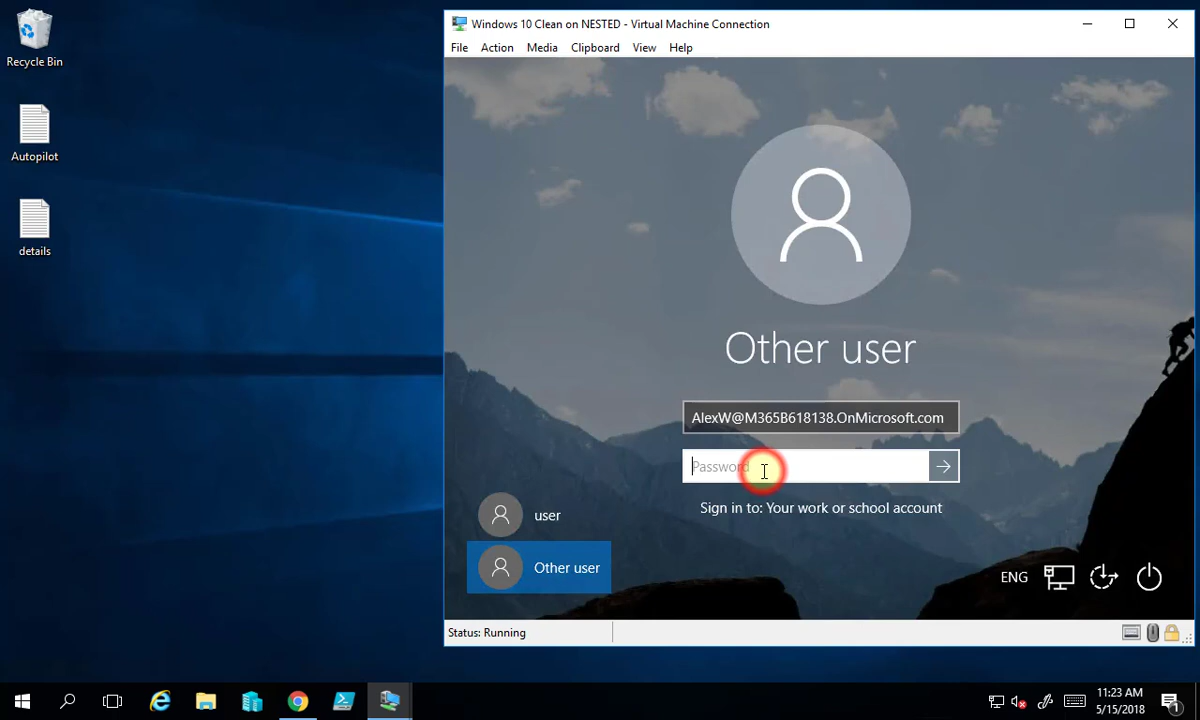 Recycle Bin
Autopilot
details
Windows 10 Clean on NESTED - Virtual Machine Connection
File Action Media Clipboard View Help
Other user
AlexW@M365B618138.OnMicrosoft.com
Password
Sign in to: Your work or school account
user
Other user
ENG
Status: Running
11:23 AM
5/15/2018
1